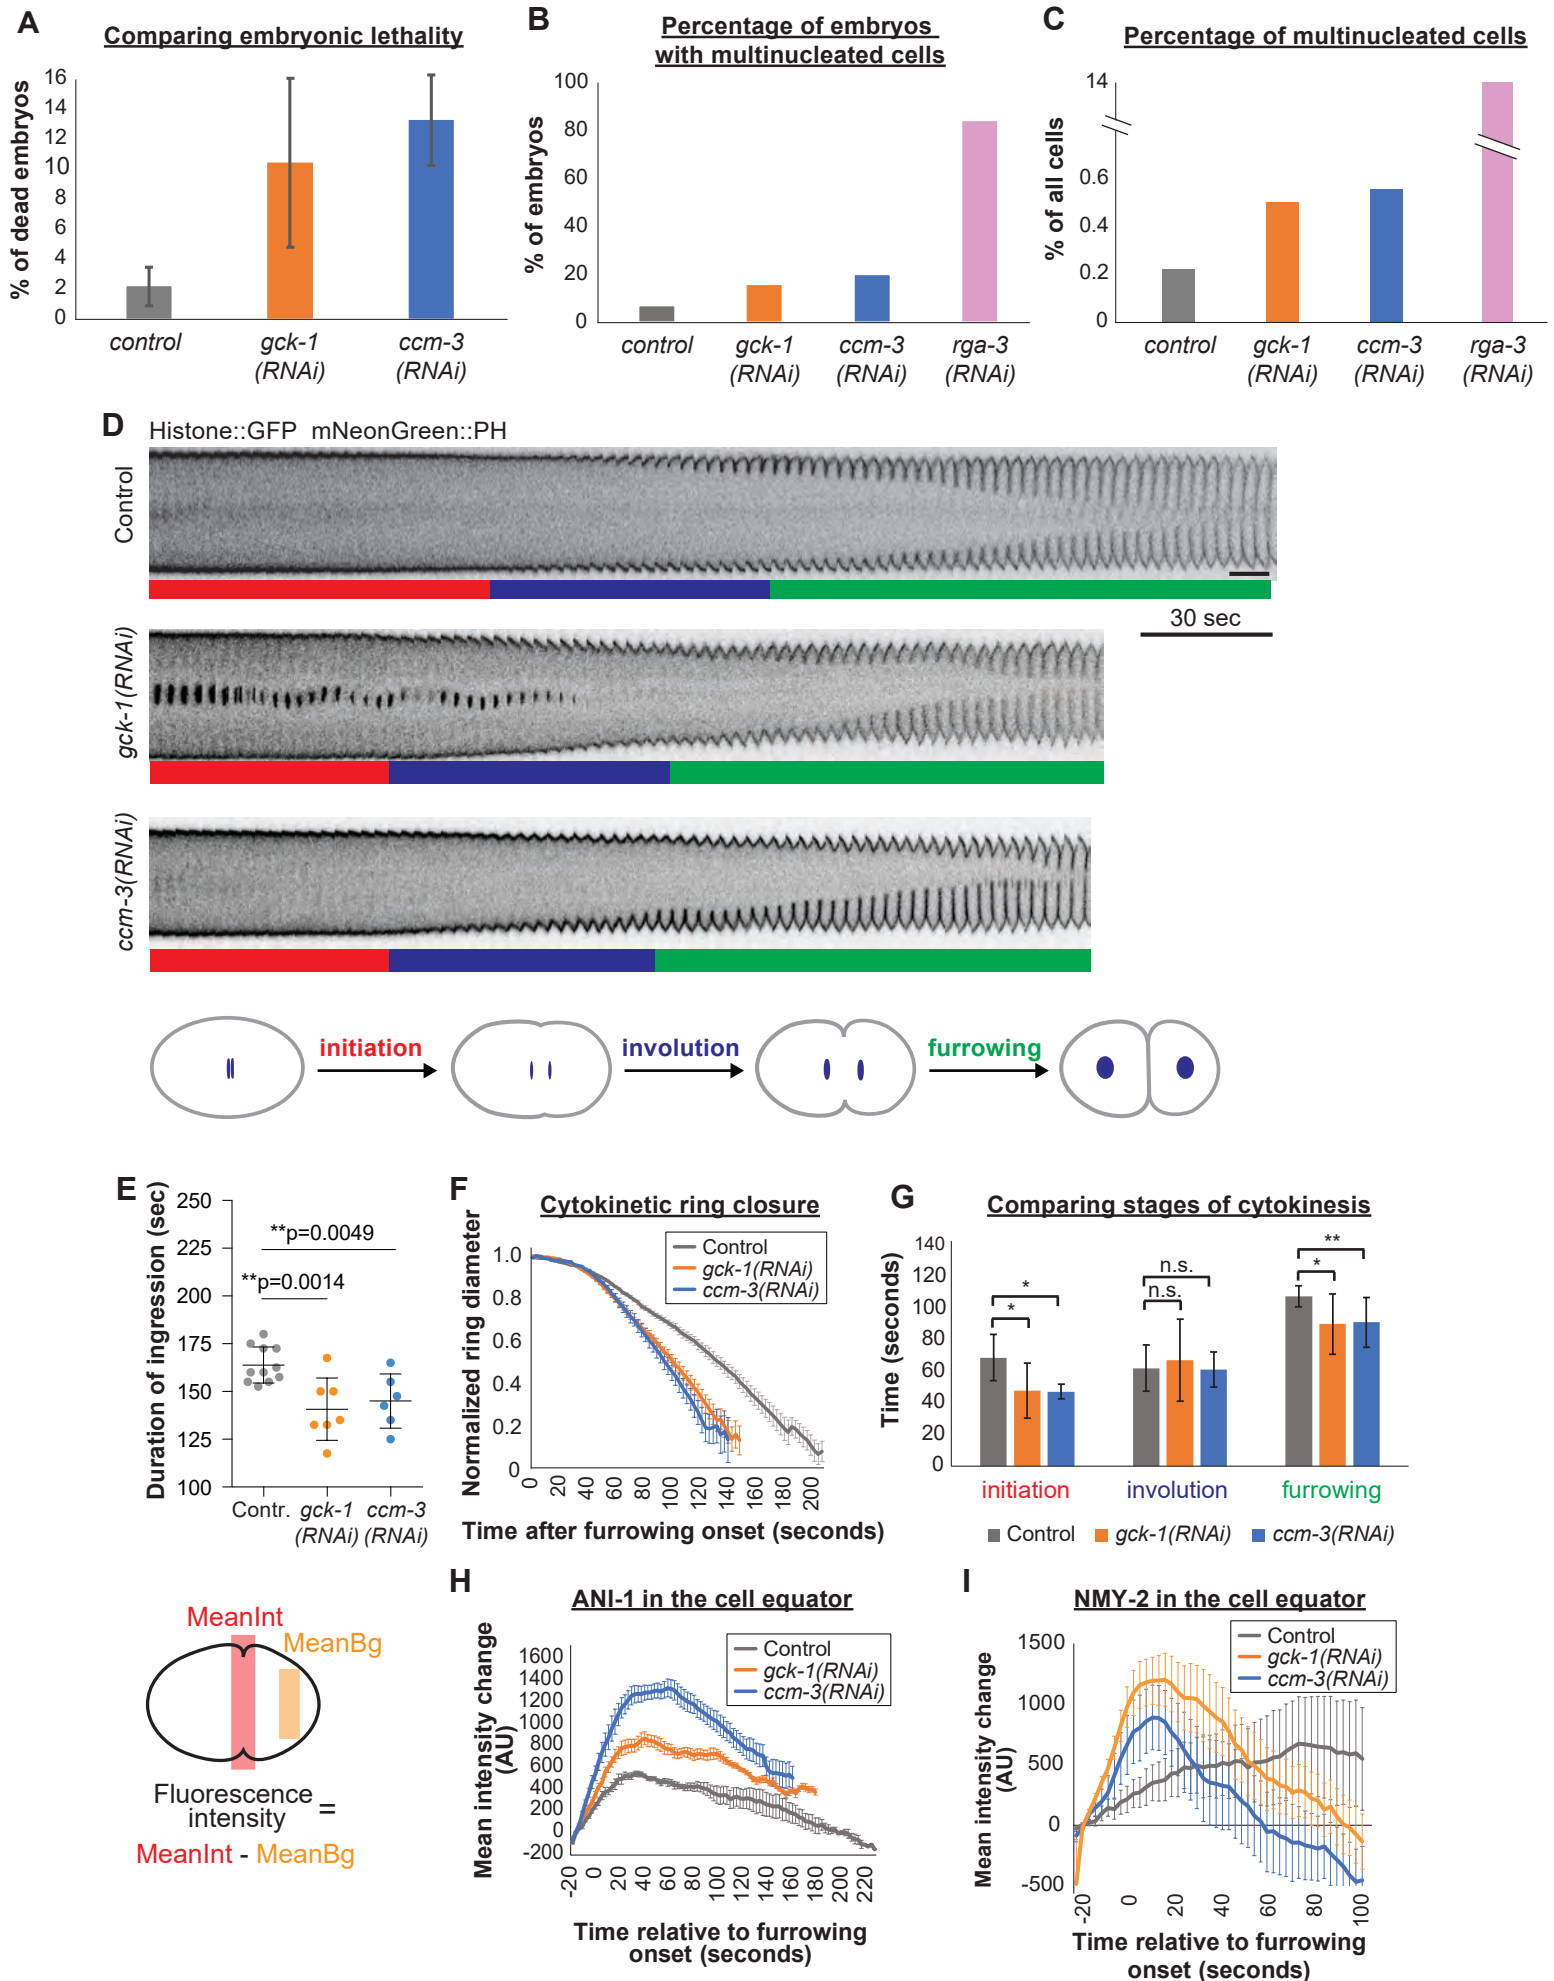 A
Comparing embryonic lethality
% of dead embryos
16
14
12
10
8
6
4
2
0
control
gck-1
(RNAi)
ccm-3
(RNAi)
B
Percentage of embryos
with multinucleated cells
% of embryos
100
80
60
40
20
0
control
gck-1
(RNAi)
ccm-3
(RNAi)
rga-3
(RNAi)
C
Percentage of multinucleated cells
% of all cells
14
0.6
0.4
0.2
0
control
gck-1
(RNAi)
ccm-3
(RNAi)
rga-3
(RNAi)
D
Histone::GFP mNeonGreen::PH
Control
30 sec
gck-1(RNAi)
ccm-3(RNAi)
initiation
involution
furrowing
E
Duration of ingression (sec)
250
225
200
175
150
125
100
**p=0.0049
**p=0.0014
Contr.
gck-1
(RNAi)
ccm-3
(RNAi)
F
Cytokinetic ring closure
Normalized ring diameter
1.0
0.8
0.6
0.4
0.2
0
Control
gck-1(RNAi)
ccm-3(RNAi)
0 20 40 60 80 100 120 140 160 180 200
Time after furrowing onset (seconds)
G
Comparing stages of cytokinesis
Time (seconds)
140
120
100
80
60
40
20
0
*
*
n.s.
n.s.
**
*
initiation
involution
furrowing
Control
gck-1(RNAi)
ccm-3(RNAi)
MeanInt
MeanBg
Fluorescence
intensity =
MeanInt - MeanBg
H
ANI-1 in the cell equator
Mean intensity change
(AU)
1600
1400
1200
1000
800
600
400
200
0
-200
Control
gck-1(RNAi)
ccm-3(RNAi)
-20 0 20 40 60 80 100 120 140 160 180 200 220
Time relative to furrowing
onset (seconds)
I
NMY-2 in the cell equator
Mean intensity change
(AU)
1500
1000
500
0
-500
Control
gck-1(RNAi)
ccm-3(RNAi)
-20 0 20 40 60 80 100
Time relative to furrowing
onset (seconds)